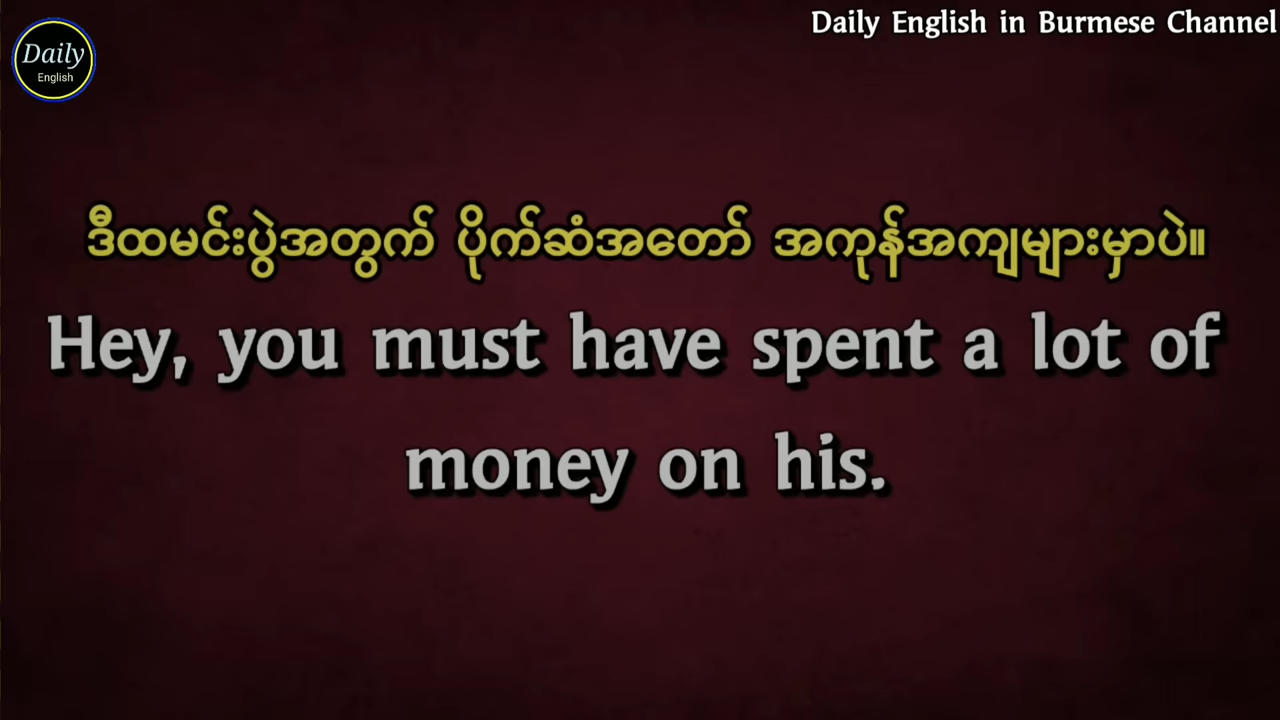 Daily English in Burmese Channel
Daily
English
ဒီထမင်းပွဲအတွက် ပိုက်ဆံအတော် အကုန်အကျများမှာပဲ။
Hey, you must have spent a lot of
money on his.